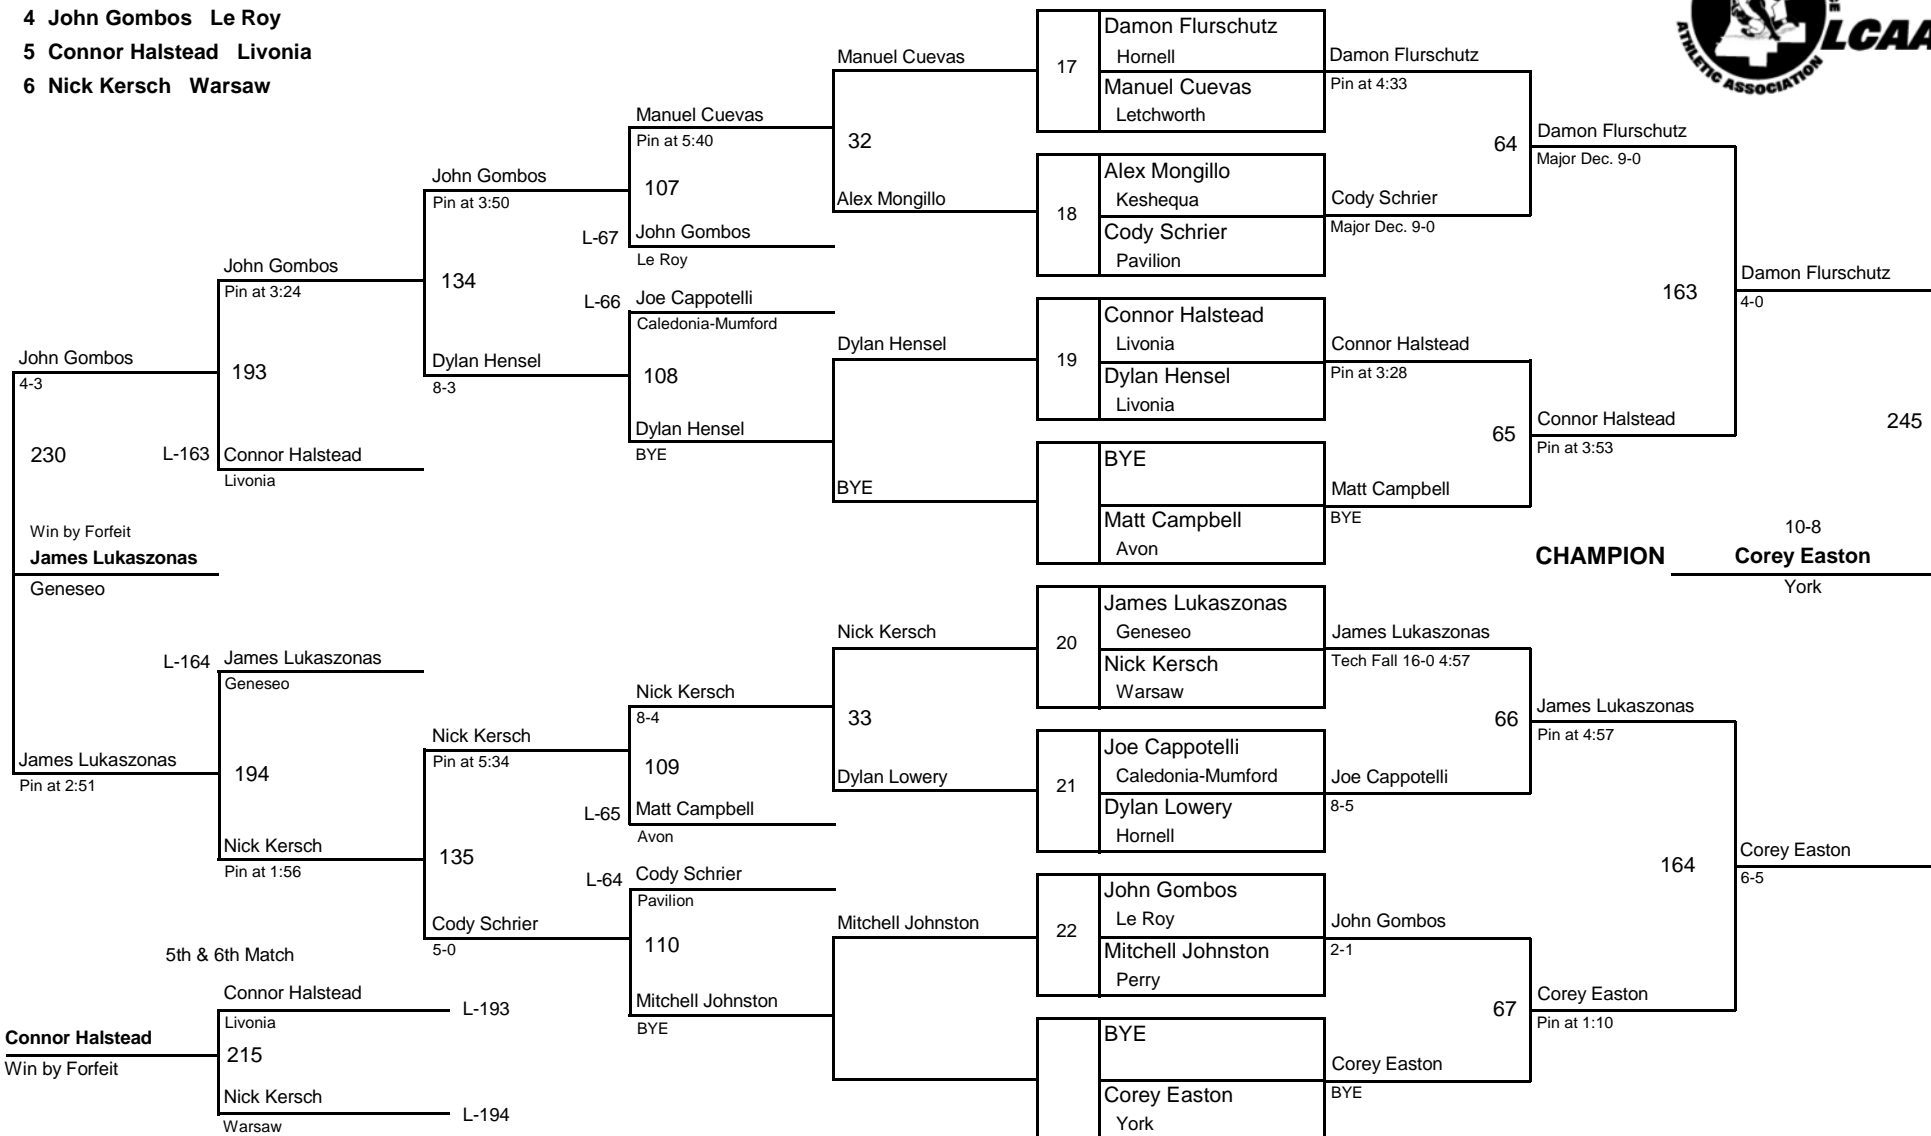 4 John Gombos Le Roy
5 Connor Halstead Livonia
6 Nick Kersch Warsaw
ATHLETIC ASSOCIATION
Damon Flurschutz
Hornell
17
Manuel Cuevas
Letchworth
Alex Mongillo
Keshequa
18
Cody Schrier
Pavilion
Connor Halstead
Livonia
19
Dylan Hensel
Livonia
BYE
Matt Campbell
Avon
James Lukaszonas
Geneseo
20
Nick Kersch
Warsaw
Joe Cappotelli
Caledonia-Mumford
21
Dylan Lowery
Hornell
John Gombos
Le Roy
22
Mitchell Johnston
Perry
BYE
Corey Easton
York
Damon Flurschutz
Pin at 4:33
64
Cody Schrier
Major Dec. 9-0
Connor Halstead
Pin at 3:28
65
Matt Campbell
BYE
James Lukaszonas
Tech Fall 16-0 4:57
66
Joe Cappotelli
8-5
John Gombos
2-1
67
Corey Easton
BYE
Damon Flurschutz
Major Dec. 9-0
163
Connor Halstead
Pin at 3:53
James Lukaszonas
Pin at 4:57
164
Corey Easton
Pin at 1:10
Damon Flurschutz
4-0
245
10-8
CHAMPION Corey Easton
York
Corey Easton
6-5
Manuel Cuevas
32
Alex Mongillo
Dylan Hensel
BYE
Nick Kersch
33
Dylan Lowery
Mitchell Johnston
Manuel Cuevas
Pin at 5:40
107
L-67 John Gombos
Le Roy
L-66 Joe Cappotelli
Caledonia-Mumford
108
Dylan Hensel
BYE
Nick Kersch
8-4
109
L-65 Matt Campbell
Avon
L-64 Cody Schrier
Pavilion
110
Mitchell Johnston
BYE
John Gombos
Pin at 3:50
134
Dylan Hensel
8-3
Nick Kersch
Pin at 5:34
135
Cody Schrier
5-0
John Gombos
Pin at 3:24
193
L-163 Connor Halstead
Livonia
L-164 James Lukaszonas
Geneseo
194
Nick Kersch
Pin at 1:56
John Gombos
4-3
230
Win by Forfeit
James Lukaszonas
Geneseo
James Lukaszonas
Pin at 2:51
5th & 6th Match
Connor Halstead L-193
Livonia
Connor Halstead
215
Win by Forfeit
Nick Kersch L-194
Warsaw